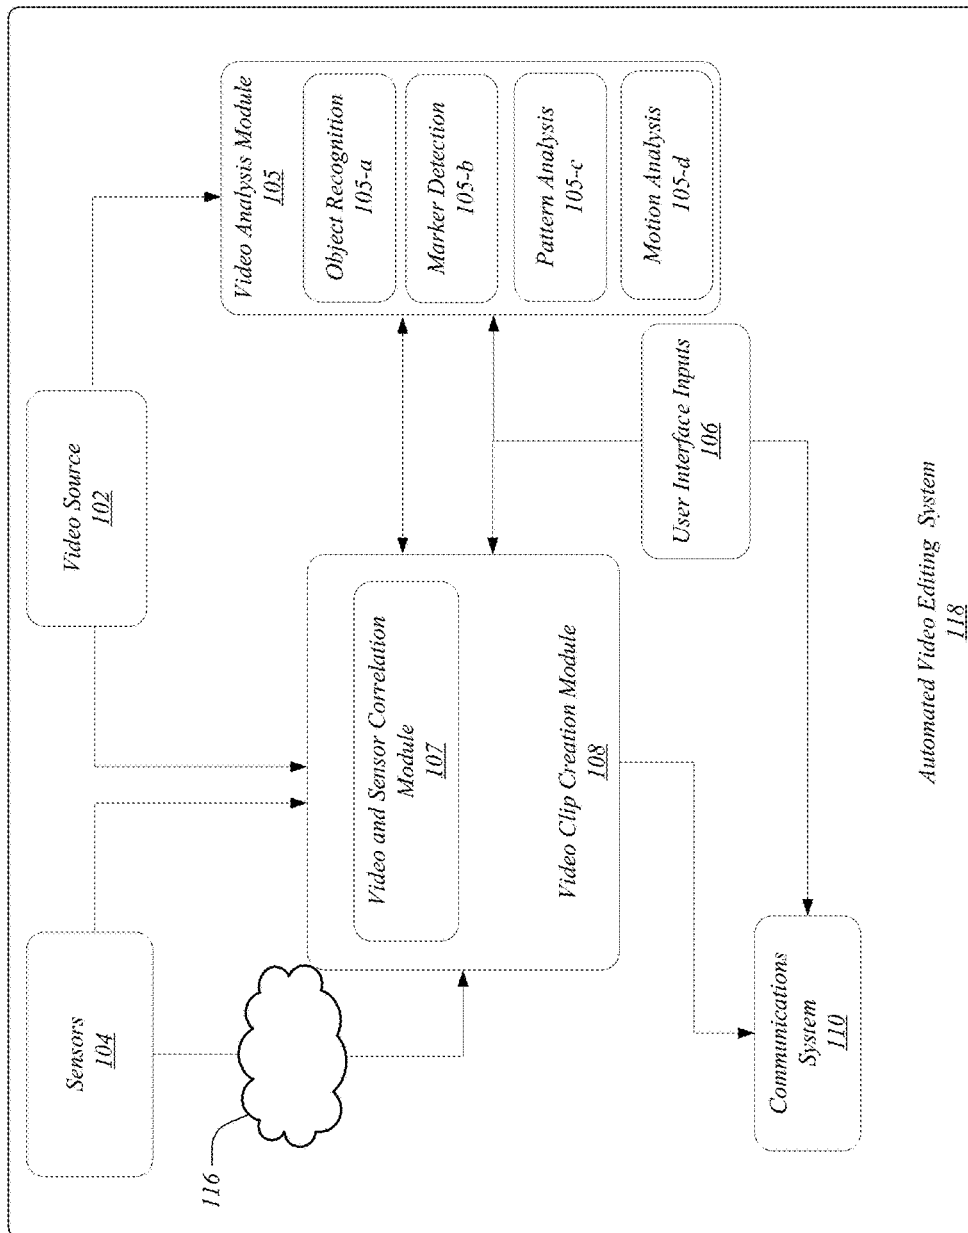 Sensors
104
Video Source
102
116
Video and Sensor Correlation
Module
107
Video Clip Creation Module
108
Video Analysis Module
105
Object Recognition
105-a
Marker Detection
105-b
Pattern Analysis
105-c
Motion Analysis
105-d
User Interface Inputs
106
Communications
System
110
Automated Video Editing System
118